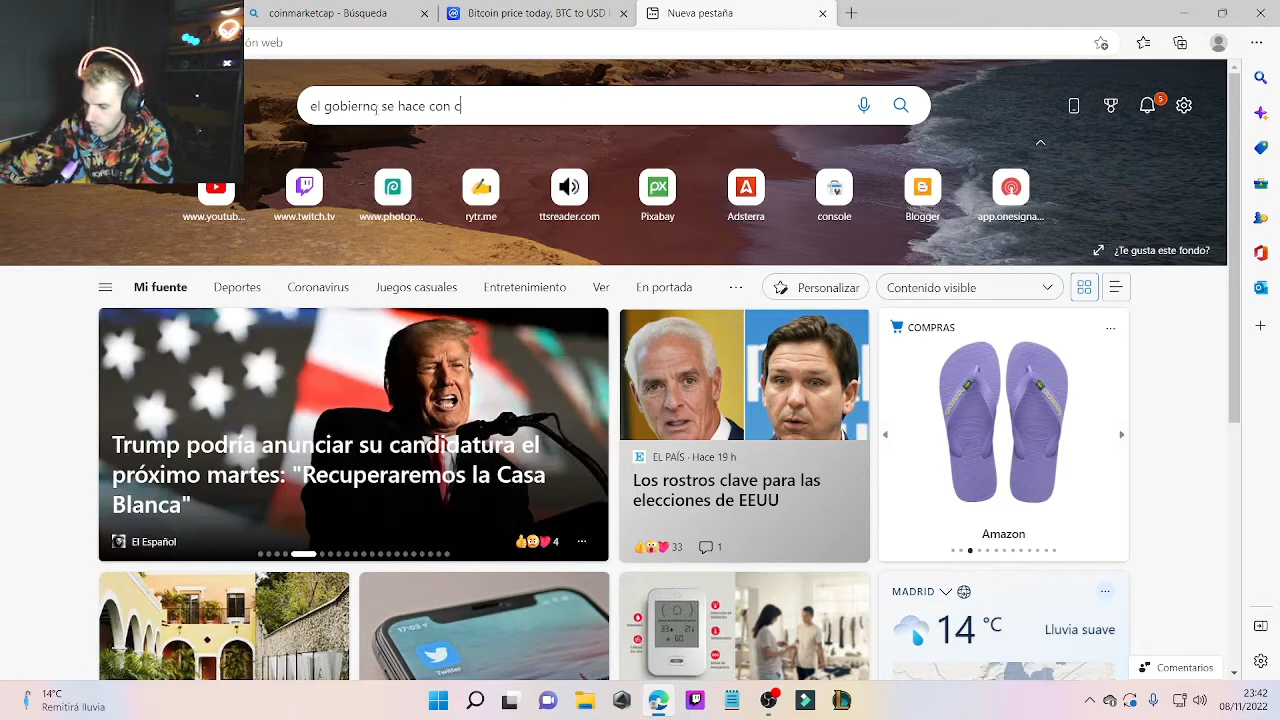 coinmarketcap - Búsqueda
Bitcoin price today, BTC to USD
Nueva pestaña
ón web
el gobierno se hace con c
5
www.youtub...
www.twitch.tv
www.photop...
rytr.me
ttsreader.com
Pixabay
Adsterra
console
Blogger
app.onesigna...
¿Te gusta este fondo?
Mi fuente
Deportes
Coronavirus
Juegos casuales
Entretenimiento
Ver
En portada
Personalizar
Contenido visible
Trump podría anunciar su candidatura el
próximo martes: "Recuperaremos la Casa
Blanca"
El Español
4
EL PAÍS · Hace 19 h
Los rostros clave para las
elecciones de EEUU
33
1
COMPRAS
Amazon
17:03
Twitter
MADRID
14 °C
Lluvia suave
Comentarios
14°C
Remitirá lluvia
23:42
08/11/2022